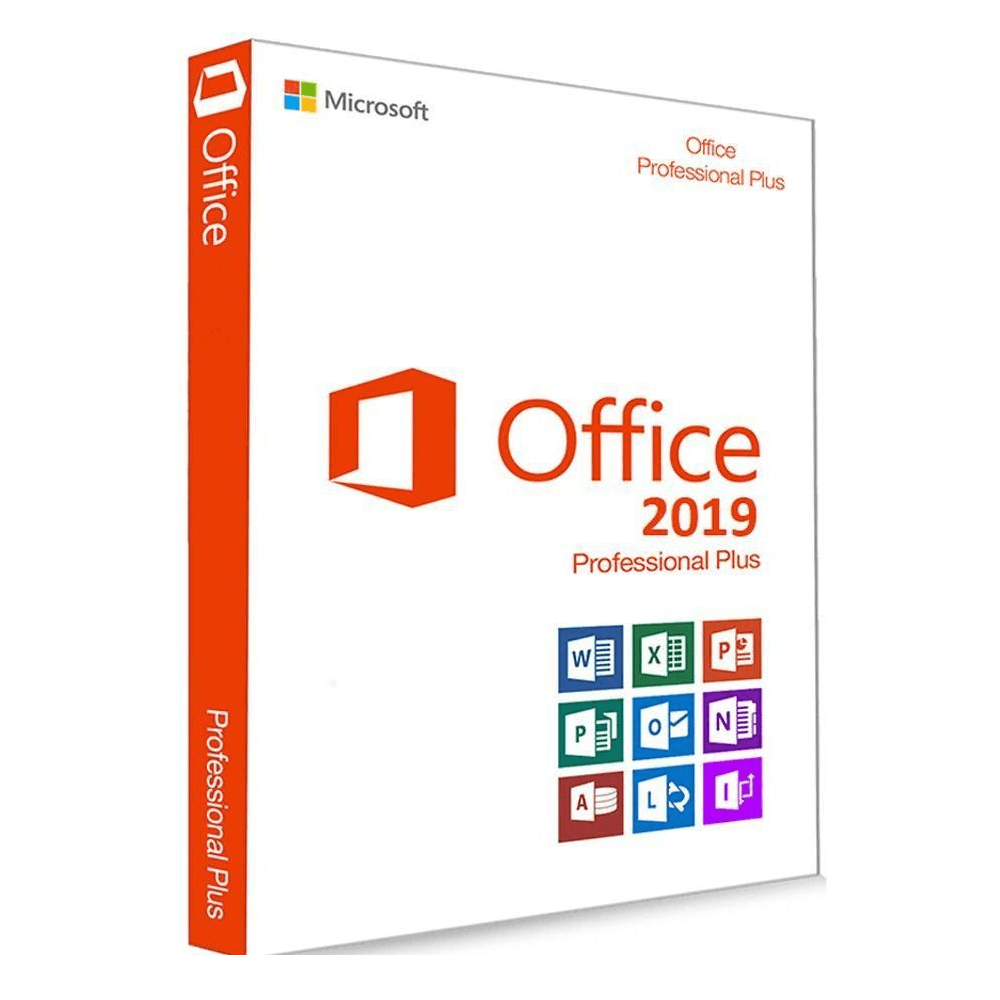 Office
Professional Plus
Microsoft
Office
Professional Plus
Office
2019
Professional Plus
W
X
P
P
O
N
A
L
I